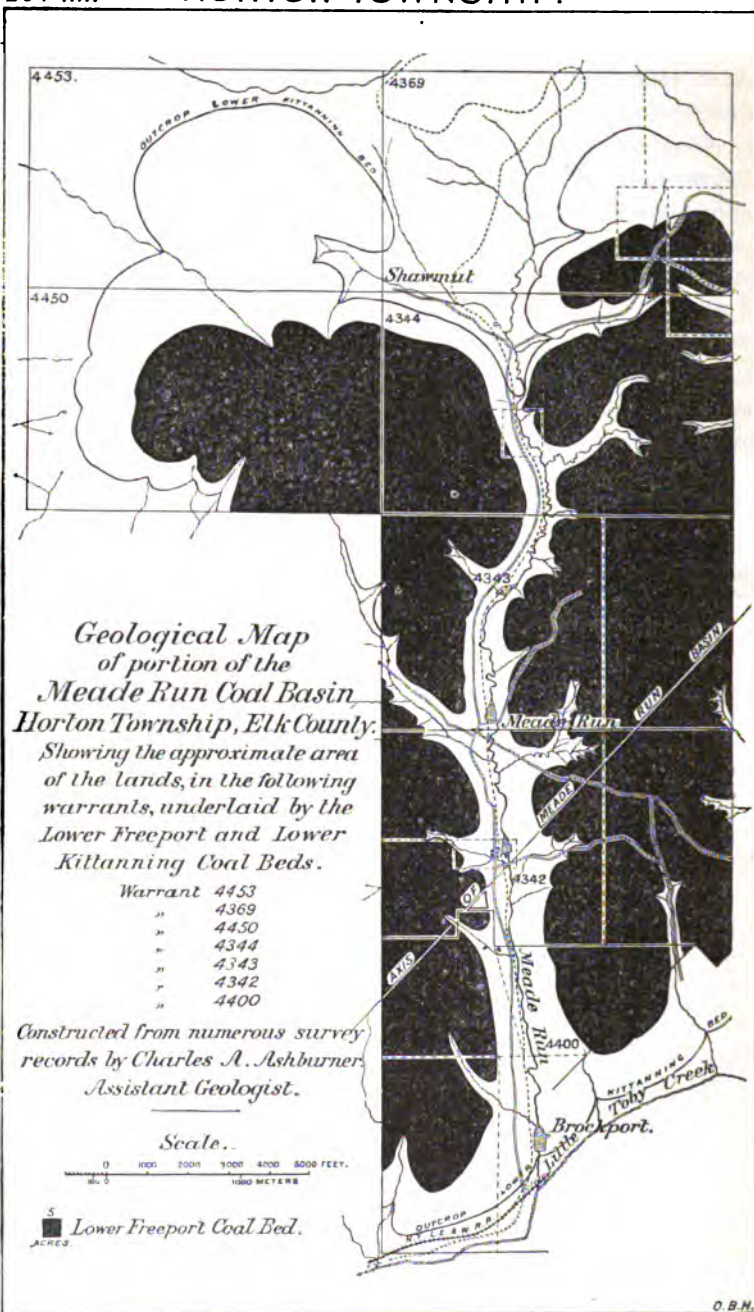 4453.
4369
OUTCROP LOWER KITTANNING BED
Shawmut
4450
4344
4343
Geological Map
of portion of the
Meade Run Coal Basin
Horton Township, Elk County.
Showing the approximate area
of the lands, in the following
warrants, underlaid by the
Lower Freeport and Lower
Kittanning Coal Beds.
Warrant 4453
„ 4369
„ 4450
„ 4344
„ 4343
„ 4342
„ 4400
Constructed from numerous survey
records by Charles A. Ashburner.
Assistant Geologist.
Meade Run
AXIS OF MEADE RUN BASIN
4342
Meade Run
4400
KITTANNING BED
Little Toby Creek
Brockport.
OUTCROP LOWER
N.Y.L.E & W.R.R.
Scale.
0 1000 2000 3000 4000 5000 FEET.
1000 METERS
5
ACRES
Lower Freeport Coal Bed.